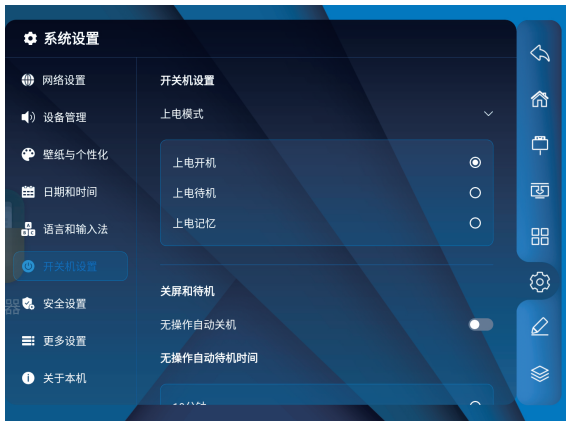 系统设置
网络设置
设备管理
壁纸与个性化
日期和时间
语言和输入法
开关机设置
安全设置
更多设置
关于本机
开关机设置
上电模式
上电开机
上电待机
上电记忆
关屏和待机
无操作自动关机
无操作自动待机时间